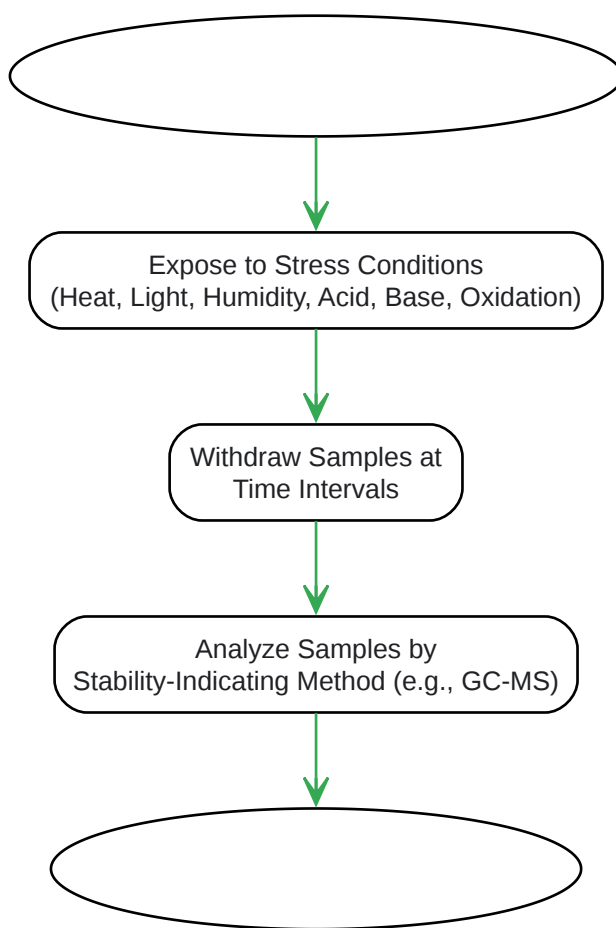 Expose to Stress Conditions
(Heat, Light, Humidity, Acid, Base, Oxidation)
Withdraw Samples at
Time Intervals
Analyze Samples by
Stability-Indicating Method (e.g., GC-MS)